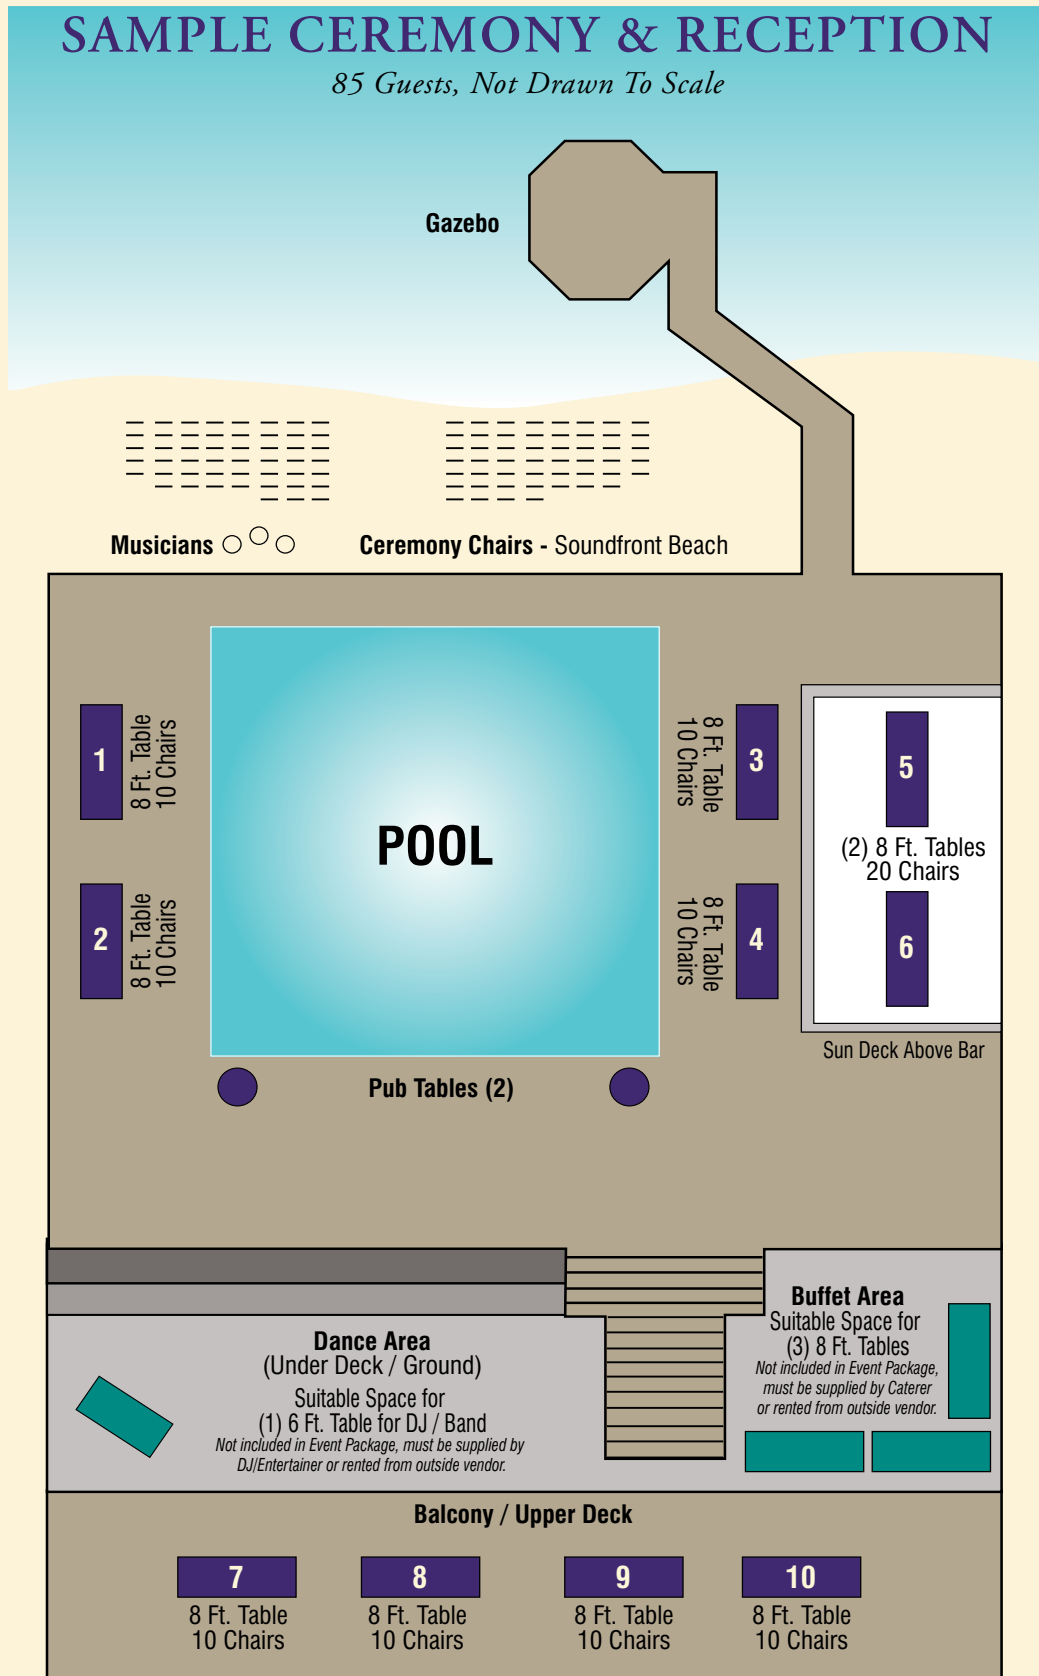 SAMPLE CEREMONY & RECEPTION
85 Guests, Not Drawn To Scale
Gazebo
Musicians
Ceremony Chairs - Soundfront Beach
1
8 Ft. Table
10 Chairs
2
8 Ft. Table
10 Chairs
POOL
3
8 Ft. Table
10 Chairs
4
8 Ft. Table
10 Chairs
5
(2) 8 Ft. Tables
20 Chairs
6
Sun Deck Above Bar
Pub Tables (2)
Dance Area
(Under Deck / Ground)
Suitable Space for
(1) 6 Ft. Table for DJ / Band
Not included in Event Package, must be supplied by
DJ/Entertainer or rented from outside vendor.
Buffet Area
Suitable Space for
(3) 8 Ft. Tables
Not included in Event Package,
must be supplied by Caterer
or rented from outside vendor.
Balcony / Upper Deck
7
8 Ft. Table
10 Chairs
8
8 Ft. Table
10 Chairs
9
8 Ft. Table
10 Chairs
10
8 Ft. Table
10 Chairs